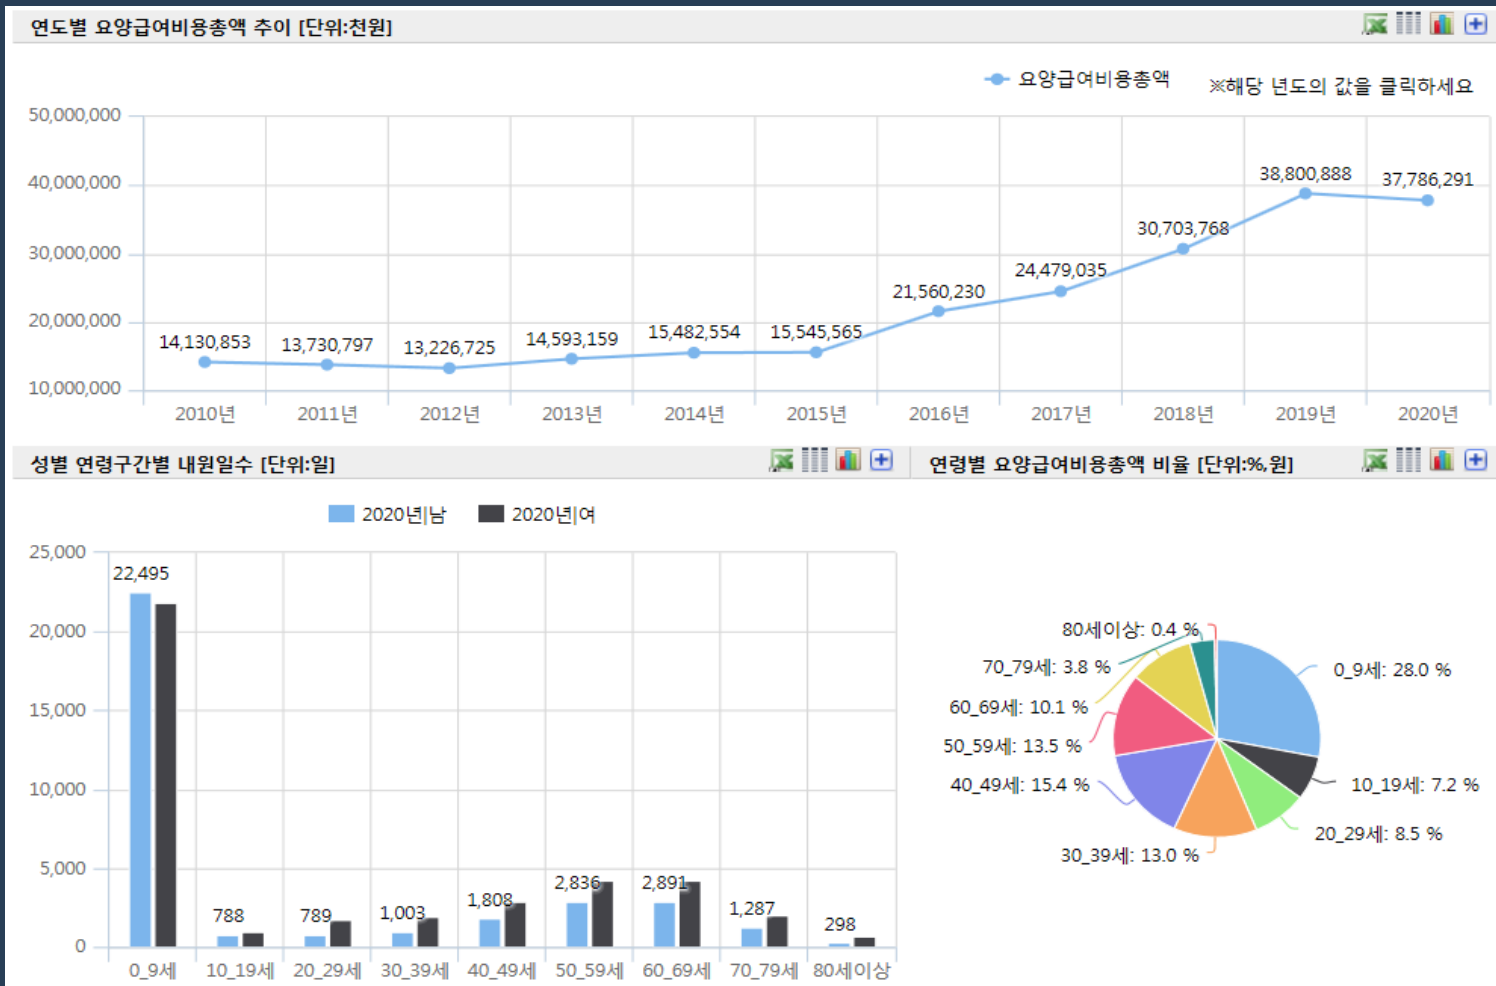 연도별 요양급여비용총액 추이 [단위:천원]
요양급여비용총액
※해당 년도의 값을 클릭하세요
50,000,000
40,000,000
30,000,000
20,000,000
10,000,000
14,130,853
13,730,797
13,226,725
14,593,159
15,482,554
15,545,565
21,560,230
24,479,035
30,703,768
38,800,888
37,786,291
2010년
2011년
2012년
2013년
2014년
2015년
2016년
2017년
2018년
2019년
2020년
성별 연령구간별 내원일수 [단위:일]
2020년|남
2020년|여
25,000
20,000
15,000
10,000
5,000
0
22,495
788
789
1,003
1,808
2,836
2,891
1,287
298
0_9세
10_19세
20_29세
30_39세
40_49세
50_59세
60_69세
70_79세
80세이상
연령별 요양급여비용총액 비율 [단위:%,원]
80세이상: 0.4 %
70_79세: 3.8 %
60_69세: 10.1 %
50_59세: 13.5 %
40_49세: 15.4 %
30_39세: 13.0 %
0_9세: 28.0 %
10_19세: 7.2 %
20_29세: 8.5 %